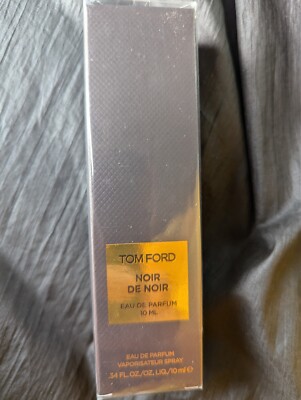 TOM FORD
NOIR
DE NOIR
EAU DE PARFUM
10 ML
EAU DE PARFUM
VAPORISATEUR SPRAY
.34 FL.OZ./OZ.LIQ/10 ml ℮